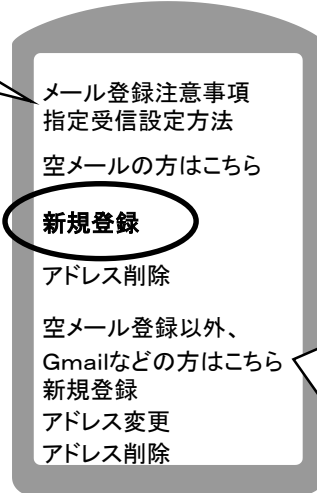 メール登録注意事項
指定受信設定方法
空メールの方はこちら
新規登録
アドレス削除
空メール登録以外、
Gmailなどの方はこちら
新規登録
アドレス変更
アドレス削除